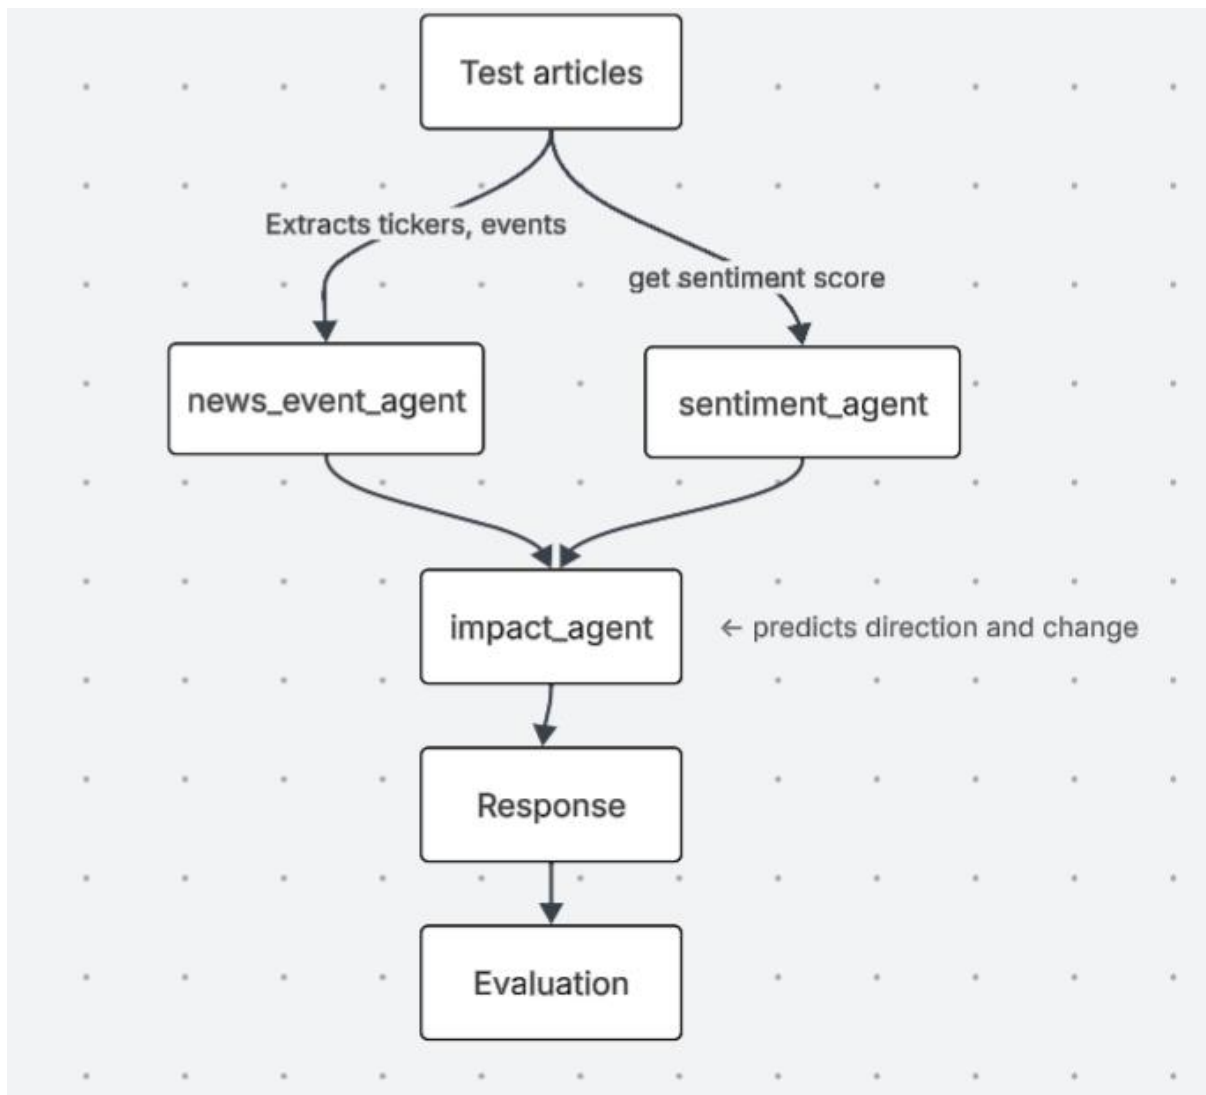 Test articles
Extracts tickers, events
get sentiment score
news_event_agent
sentiment_agent
impact_agent
← predicts direction and change
Response
Evaluation